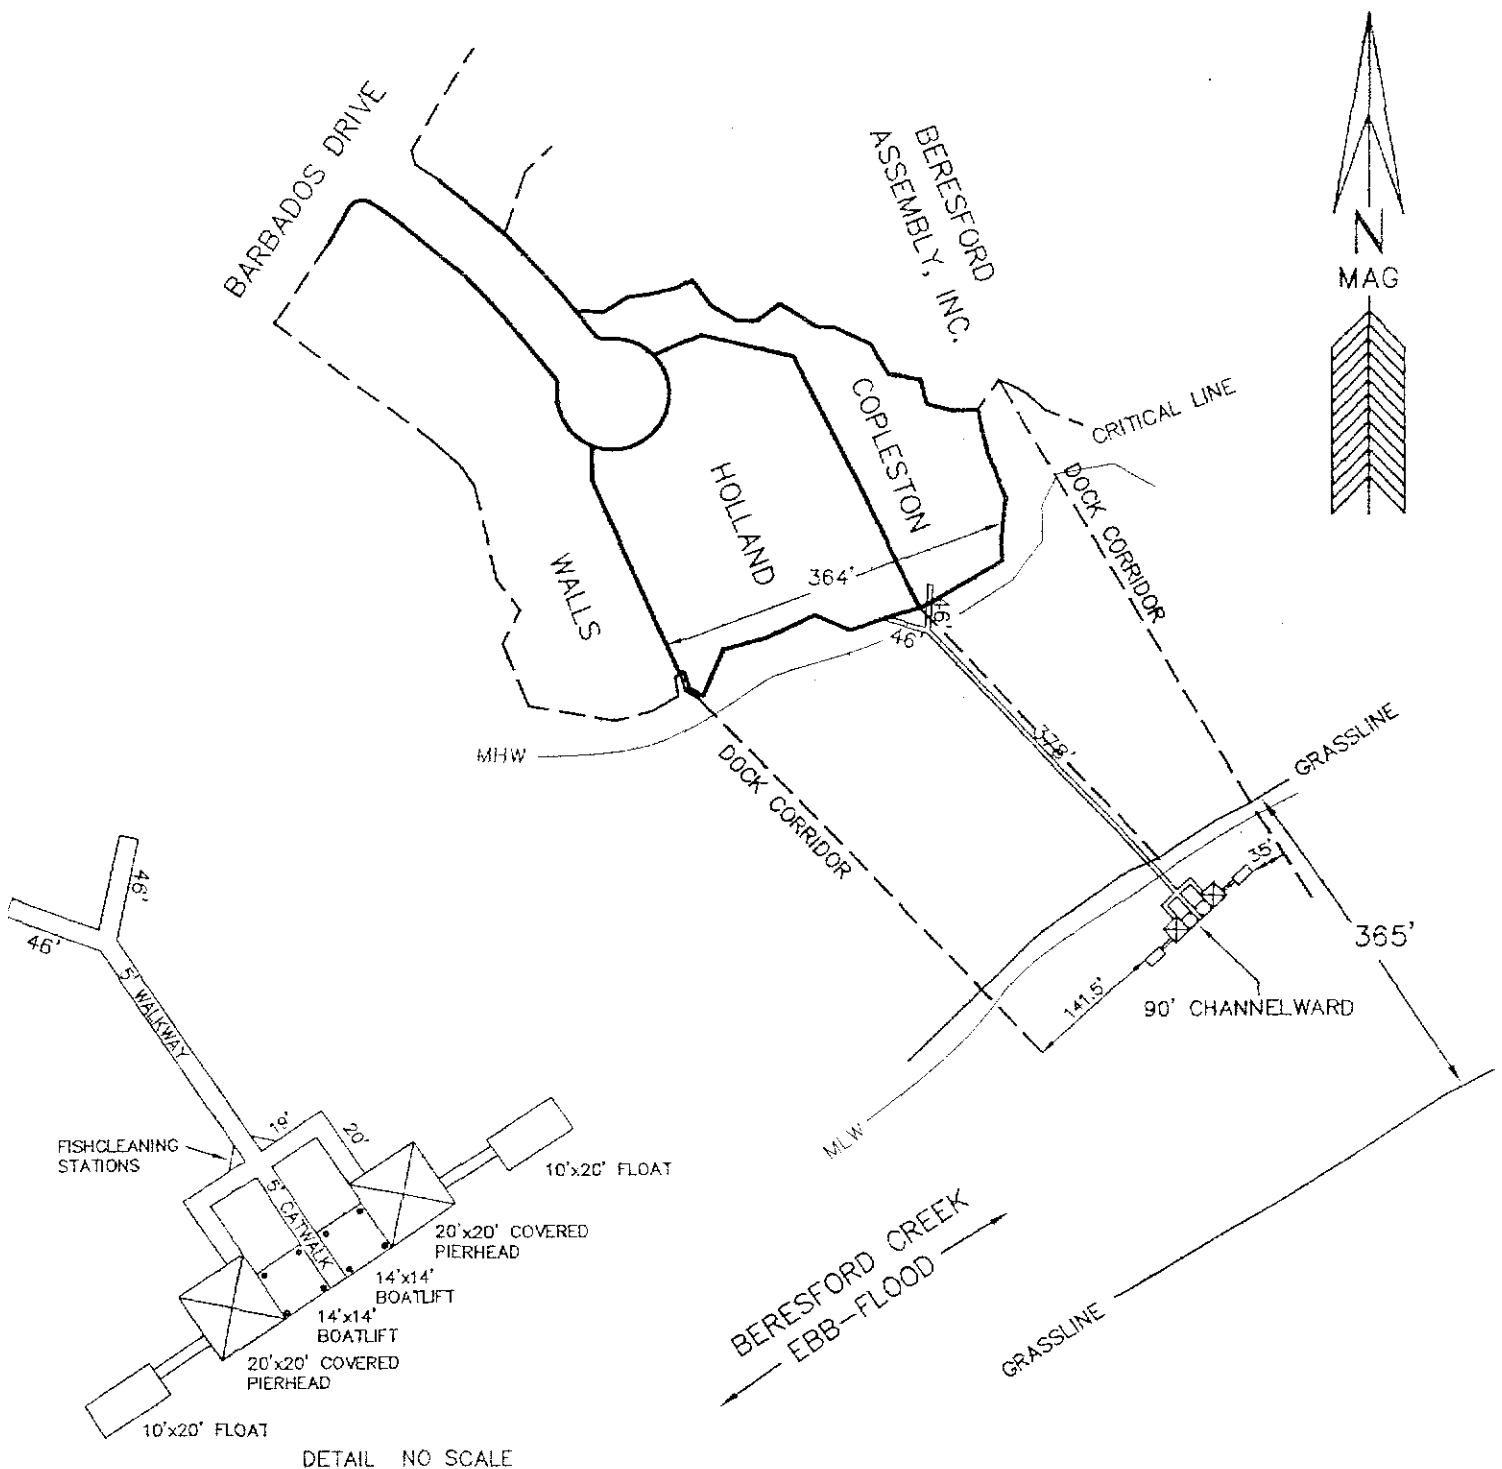 BARBADOS DRIVE
BERESFORD
ASSEMBLY, INC.
N
MAG
CRITICAL LINE
COPLESTON
HOLLAND
WALLS
DOCK CORRIDOR
364'
46'
46'
378'
MHW
DOCK CORRIDOR
GRASSLINE
35'
365'
141.5'
90' CHANNELWARD
MLW
46'
46'
5' WALKWAY
FISHCLEANING
STATIONS
19'
20'
5' CATWALK
10'x20' FLOAT
20'x20' COVERED
PIERHEAD
14'x14'
BOATLIFT
14'x14'
BOATLIFT
20'x20' COVERED
PIERHEAD
10'x20' FLOAT
DETAIL NO SCALE
BERESFORD CREEK
EBB-FLOOD
GRASSLINE